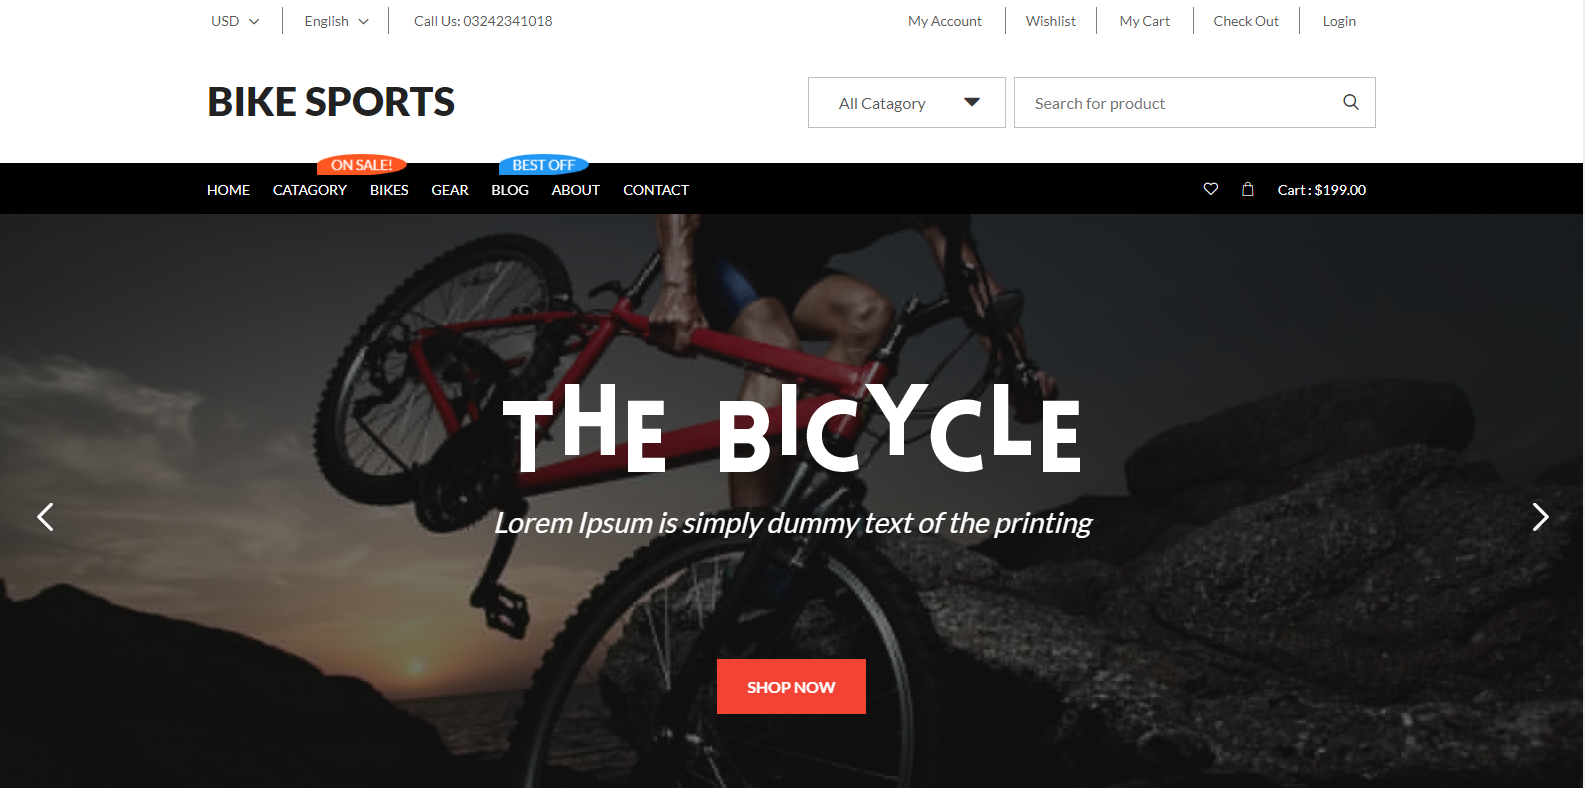 USD English Call Us: 03242341018 My Account Wishlist My Cart Check Out Login
BIKE SPORTS All Catagory Search for product
ON SALE! BEST OFF
HOME CATAGORY BIKES GEAR BLOG ABOUT CONTACT Cart : $199.00
THE BICYCLE
Lorem Ipsum is simply dummy text of the printing
SHOP NOW